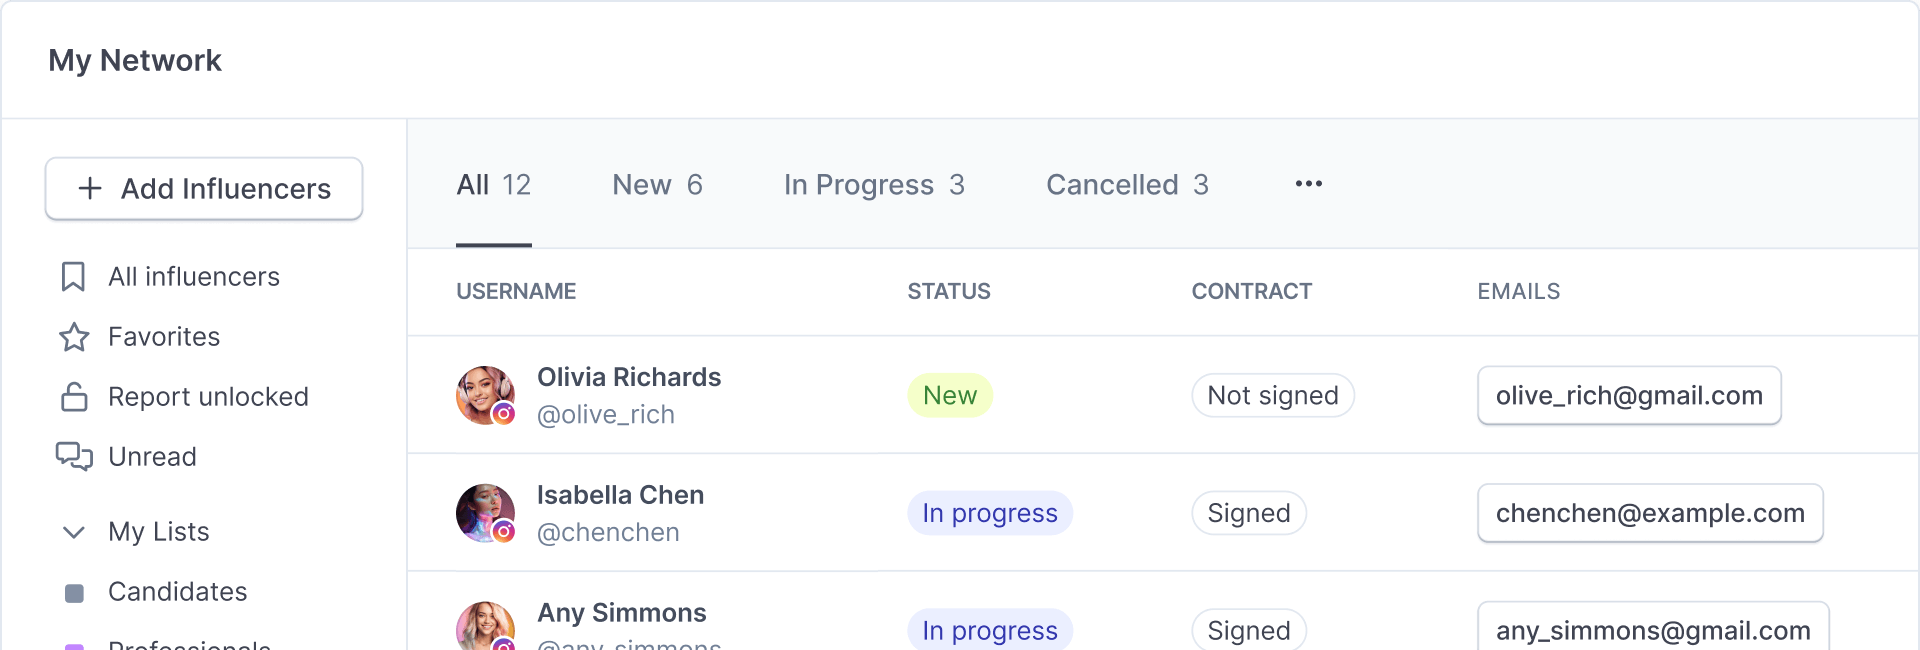 My Network
Add Influencers
All influencers
Favorites
Report unlocked
Unread
My Lists
Candidates
Professionals
All 12 New 6 In Progress 3 Cancelled 3 •••
USERNAME STATUS CONTRACT EMAILS
Olivia Richards
@olive_rich
New Not signed olive_rich@gmail.com
Isabella Chen
@chenchen
In progress Signed chenchen@example.com
Any Simmons
@any_simmons
In progress Signed any_simmons@gmail.com